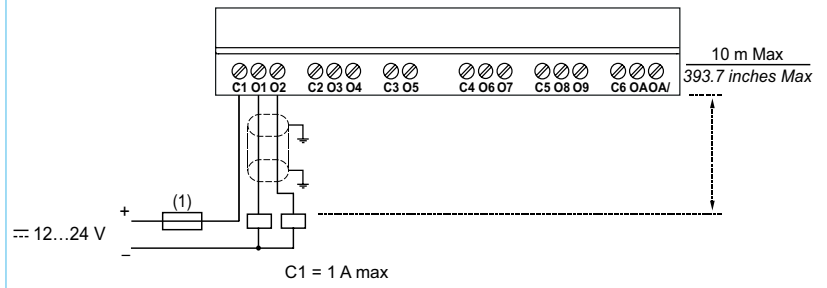 10 m Max
393.7 inches Max
C1 O1 O2 C2 O3 O4 C3 O5 C4 O6 O7 C5 O8 O9 C6 OA OA/
(1)
+
12...24 V
–
C1 = 1 A max